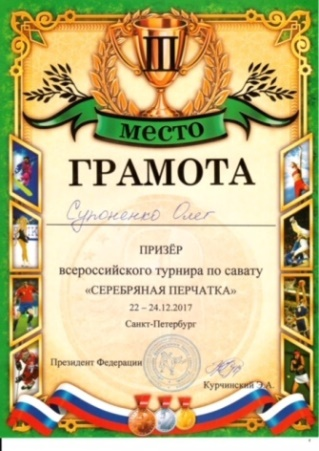 III
место
ГРАМОТА
Супоненко Олег
ПРИЗЁР
всероссийского турнира по савату
«СЕРЕБРЯНАЯ ПЕРЧАТКА»
22 – 24.12.2017
Санкт-Петербург
Президент Федерации
Курчинский Э.А.